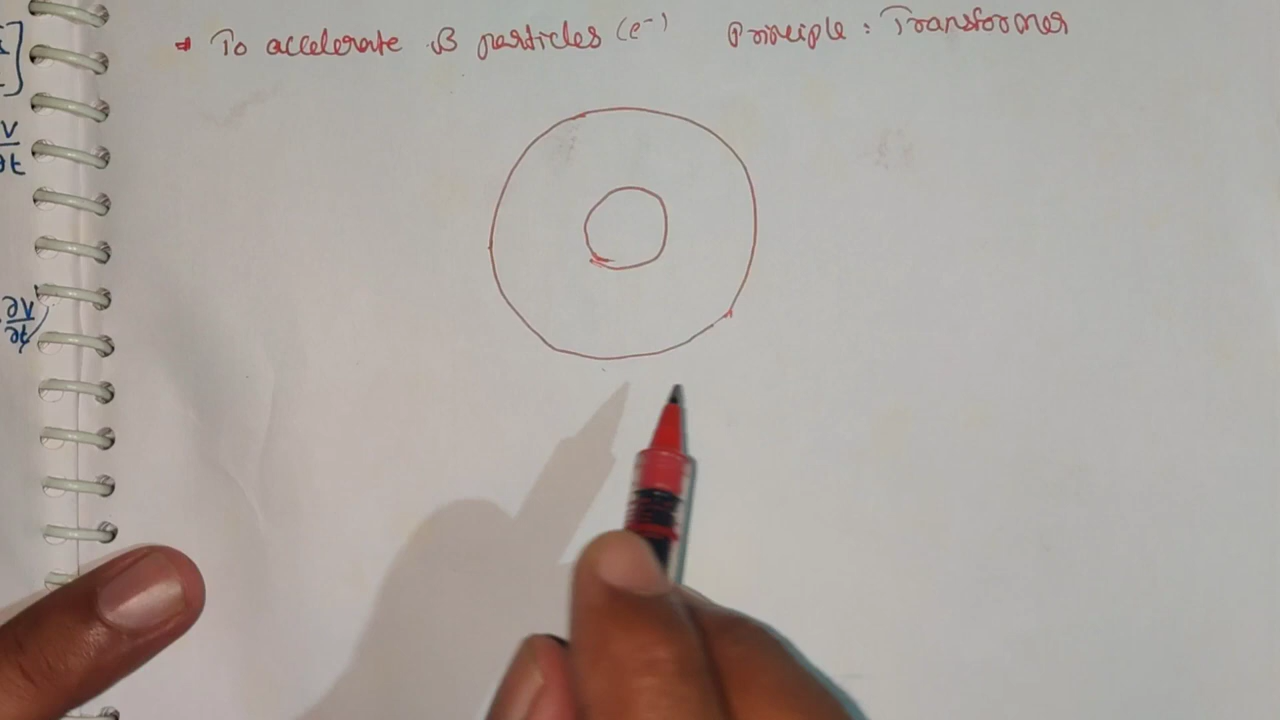 To accelerate β particles (e⁻) Principle : Transformer
V
∂t
∂V
∂t